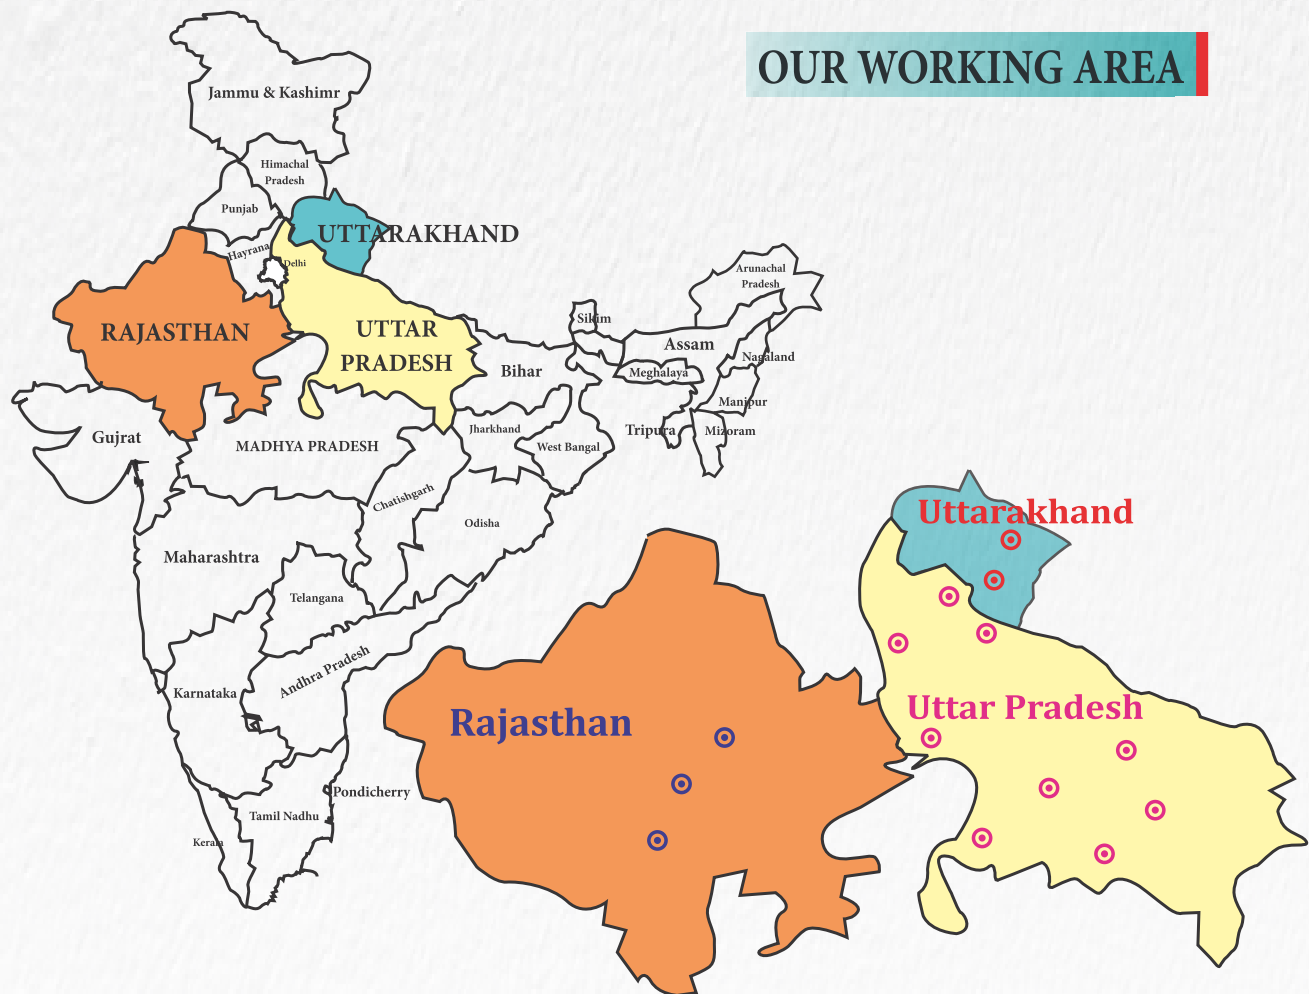 OUR WORKING AREA
Jammu & Kashimr
Himachal
Pradesh
Punjab
UTTARAKHAND
Hayrana
Delhi
Arunachal
Pradesh
RAJASTHAN
UTTAR
PRADESH
Sikim
Assam
Nagaland
Bihar
Meghalaya
Manjpur
Gujrat
MADHYA PRADESH
Jharkhand
West Bangal
Tripura
Mizoram
Chatishgarh
Odisha
Maharashtra
Telangana
Andhra Pradesh
Karnataka
Pondicherry
Tamil Nadhu
Kerala
Uttarakhand
Uttar Pradesh
Rajasthan